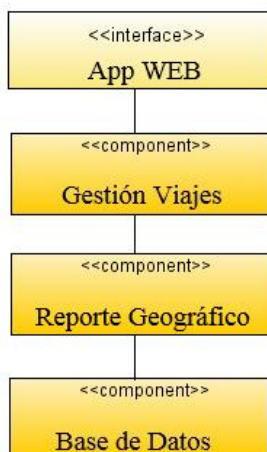 <<interface>>
App WEB
<<component>>
Gestión Viajes
<<component>>
Reporte Geográfico
<<component>>
Base de Datos